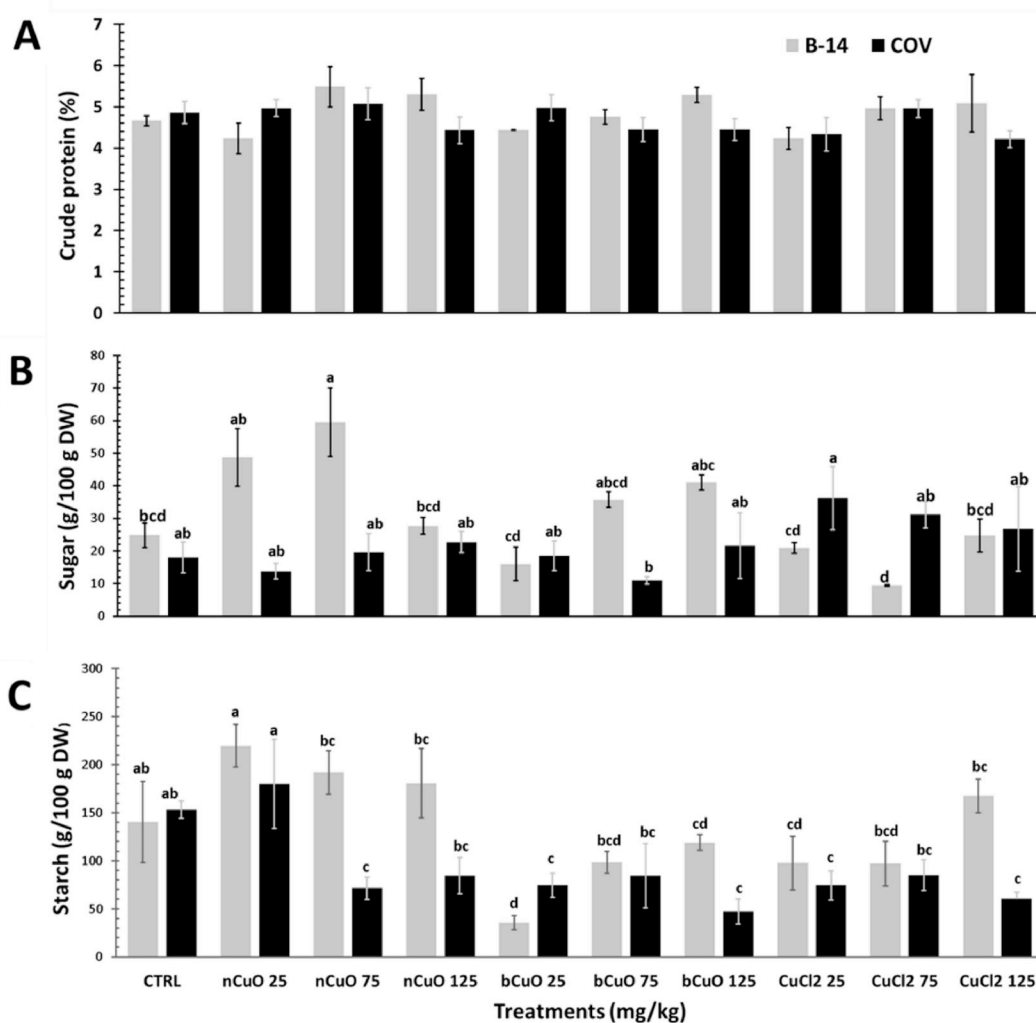 A
Crude protein (%)
7
6
5
4
3
2
1
0
B-14 COV
B
Sugar (g/100 g DW)
80
70
60
50
40
30
20
10
0
bcd ab ab ab a ab bcd ab cd ab abcd b abc ab cd a d ab bcd ab
C
Starch (g/100 g DW)
300
250
200
150
100
50
0
ab ab a a bc c bc bc d c bcd bc cd c cd c bcd bc bc c
CTRL nCuO 25 nCuO 75 nCuO 125 bCuO 25 bCuO 75 bCuO 125 CuCl2 25 CuCl2 75 CuCl2 125
Treatments (mg/kg)